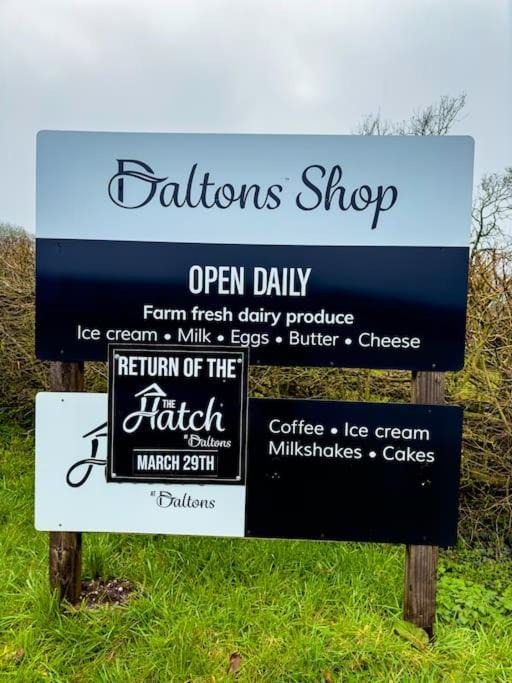 Daltons Shop
OPEN DAILY
Farm fresh dairy produce
Ice cream • Milk • Eggs • Butter • Cheese
RETURN OF THE
THE
Hatch
at Daltons
MARCH 29TH
AT Daltons
Coffee • Ice cream
Milkshakes • Cakes